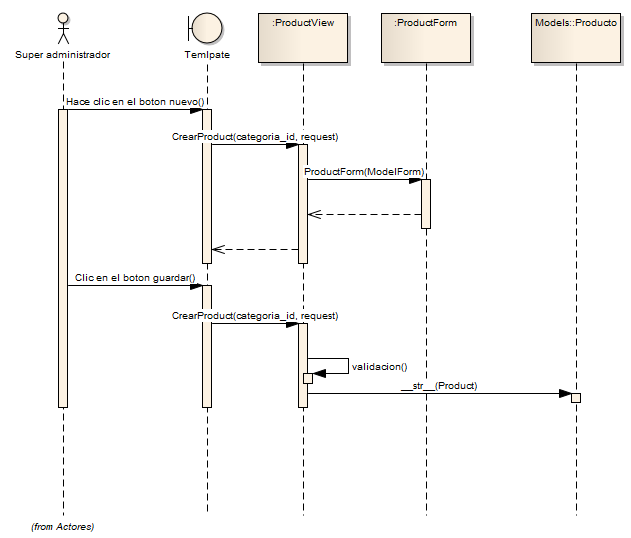 :ProductView
:ProductForm
Models::Producto
Super administrador
Temlpate
Hace clic en el boton nuevo()
CrearProduct(categoria_id, request)
ProductForm(ModelForm)
Clic en el boton guardar()
CrearProduct(categoria_id, request)
validacion()
__str__(Product)
(from Actores)